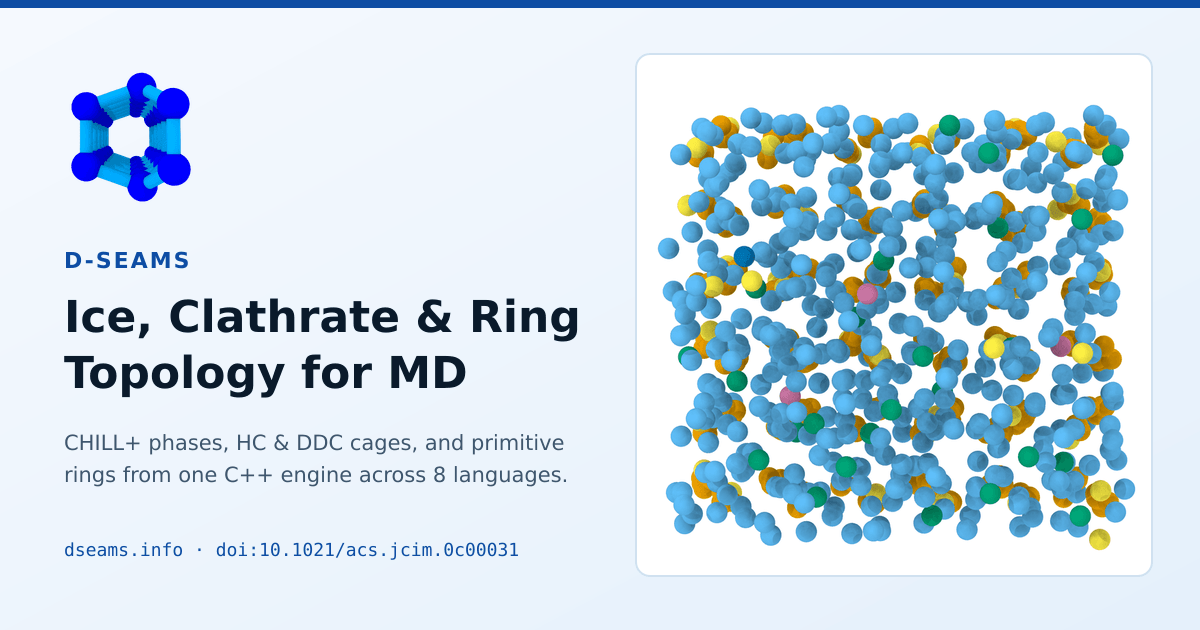 D-SEAMS
Ice, Clathrate & Ring
Topology for MD
CHILL+ phases, HC & DDC cages, and primitive
rings from one C++ engine across 8 languages.
dseams.info · doi:10.1021/acs.jcim.0c00031